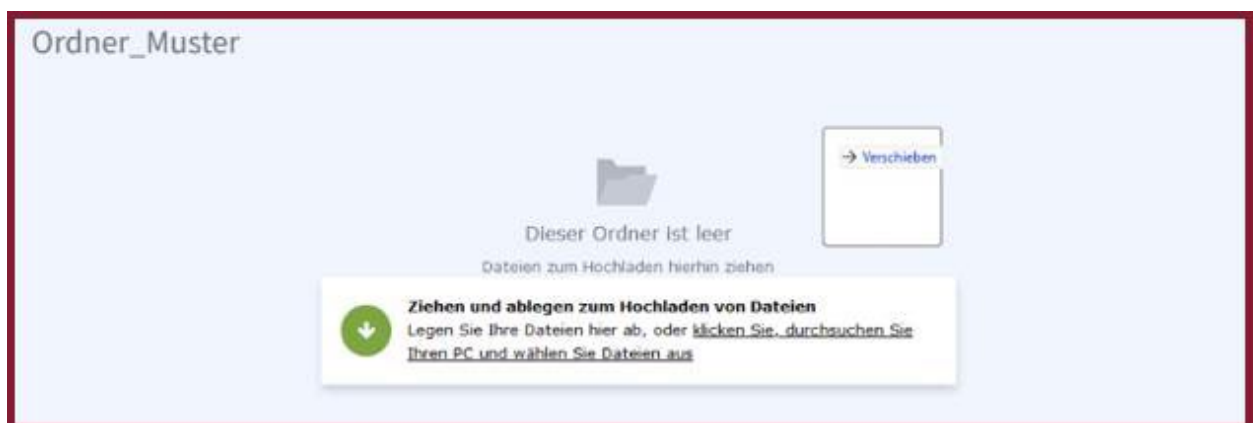 Ordner_Muster
→ Verschieben
Dieser Ordner ist leer
Dateien zum Hochladen hierhin ziehen
Ziehen und ablegen zum Hochladen von Dateien
Legen Sie Ihre Dateien hier ab, oder klicken Sie, durchsuchen Sie
Ihren PC und wählen Sie Dateien aus